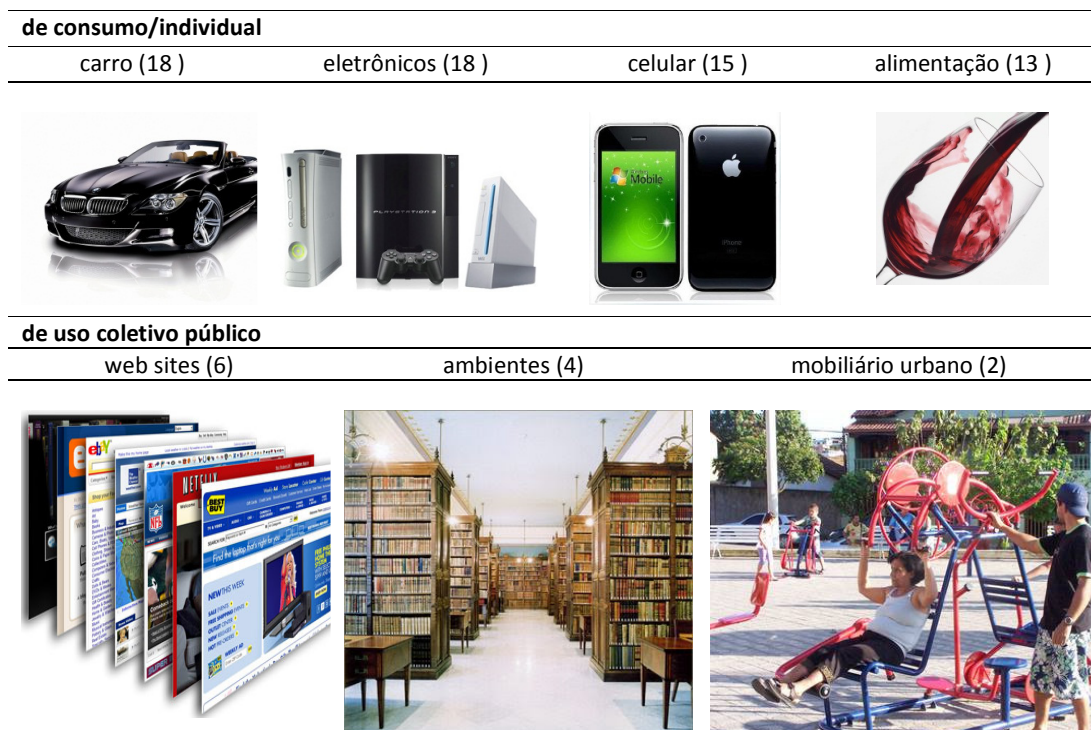 de consumo/individual
carro (18 )
eletrônicos (18 )
celular (15 )
alimentação (13 )
PLAYSTATION 3
Wii
Mobile
iPhone
de uso coletivo público
web sites (6)
ambientes (4)
mobiliário urbano (2)
ebY
NFL
NETFLIX
BEST BUY
Find the laptop that's right for you
NEW THIS WEEK